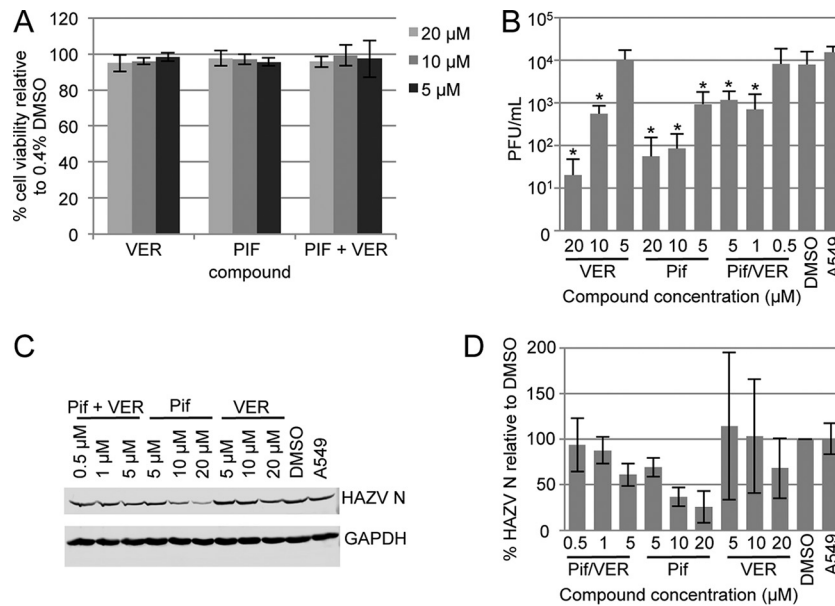 A
% cell viability relative
to 0.4% DMSO
120
100
80
60
40
20
0
20 µM
10 µM
5 µM
VER
PIF
PIF + VER
compound
B
PFU/mL
10⁵
10⁴
10³
10²
10¹
0
* * * * * * *
20 10 5 20 10 5 5 1 0.5 DMSO A549
VER Pif Pif/VER
Compound concentration (µM)
C
Pif + VER Pif VER
0.5 µM 1 µM 5 µM 5 µM 10 µM 20 µM 5 µM 10 µM 20 µM DMSO A549
HAZV N
GAPDH
D
% HAZV N relative to DMSO
200
150
100
50
0
0.5 1 5 5 10 20 5 10 20 DMSO A549
Pif/VER Pif VER
Compound concentration (µM)